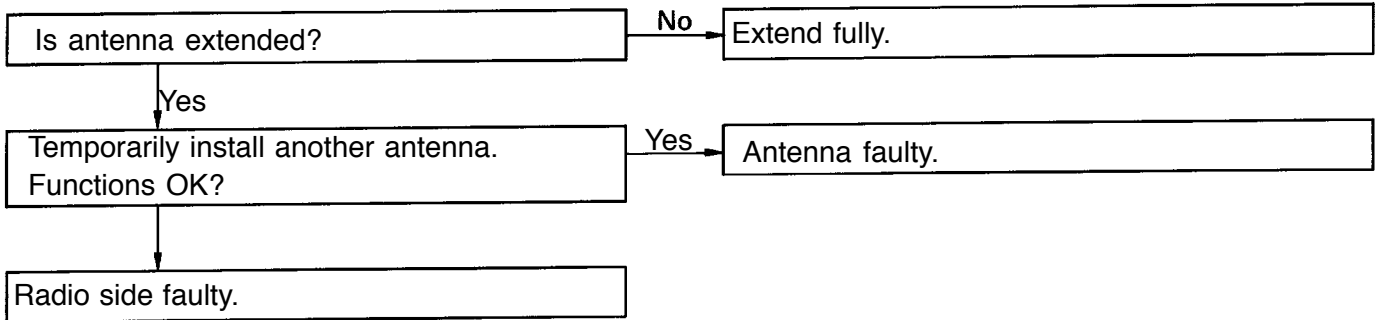 Is antenna extended?
No
Extend fully.
Yes
Temporarily install another antenna.
Functions OK?
Yes
Antenna faulty.
Radio side faulty.